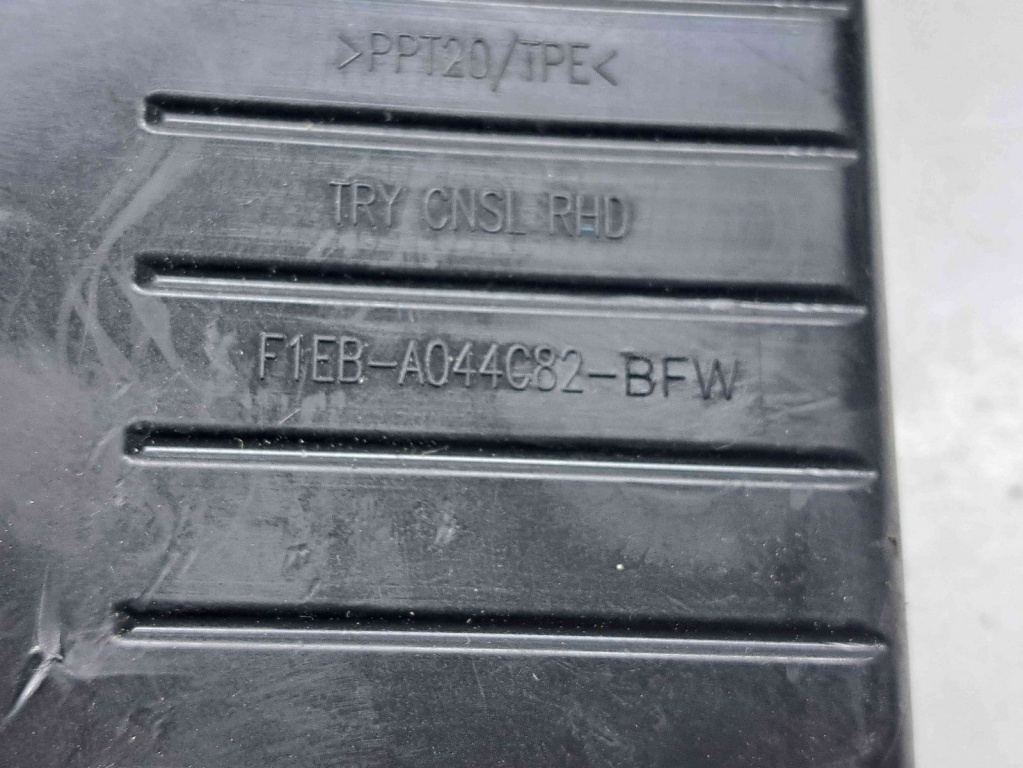 >PPT20/TPE<
TRY CNSL RHD
F1EB-A044C82-BFW